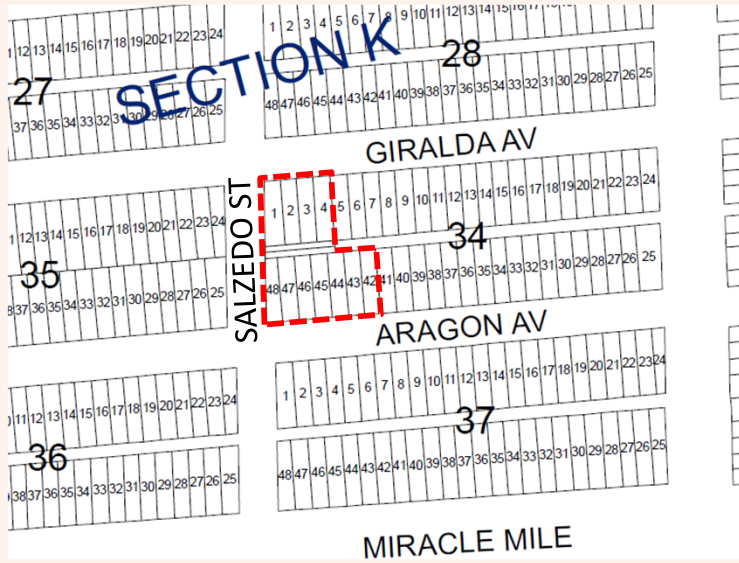 1 2 3 4 5 6 7 8 9 10 11 12 13 14 15 16 17 18
12 13 14 15 16 17 18 19 20 21 22 23 24
27
SECTION K
28
37 36 35 34 33 32 31 30 29 28 27 26 25
48 47 46 45 44 43 42 41 40 39 38 37 36 35 34 33 32 31 30 29 28 27 26 25
GIRALDA AV
SALZEDO ST
12 13 14 15 16 17 18 19 20 21 22 23 24
35
37 36 35 34 33 32 31 30 29 28 27 26 25
1 2 3 4 5 6 7 8 9 10 11 12 13 14 15 16 17 18 19 20 21 22 23 24
34
48 47 46 45 44 43 42 41 40 39 38 37 36 35 34 33 32 31 30 29 28 27 26 25
ARAGON AV
11 12 13 14 15 16 17 18 19 20 21 22 23 24
36
38 37 36 35 34 33 32 31 30 29 28 27 26 25
1 2 3 4 5 6 7 8 9 10 11 12 13 14 15 16 17 18 19 20 21 22 23 24
37
48 47 46 45 44 43 42 41 40 39 38 37 36 35 34 33 32 31 30 29 28 27 26 25
MIRACLE MILE